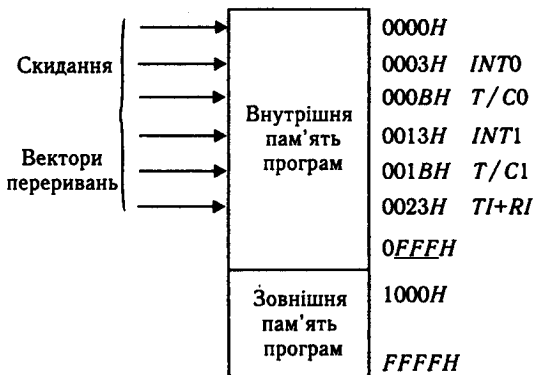 Скидання
Вектори
переривань
Внутрішня
пам'ять
програм
Зовнішня
пам'ять
програм
0000H
0003H INT0
000BH T/C0
0013H INT1
001BH T/C1
0023H TI+RI
0FFFH
1000H
FFFFH